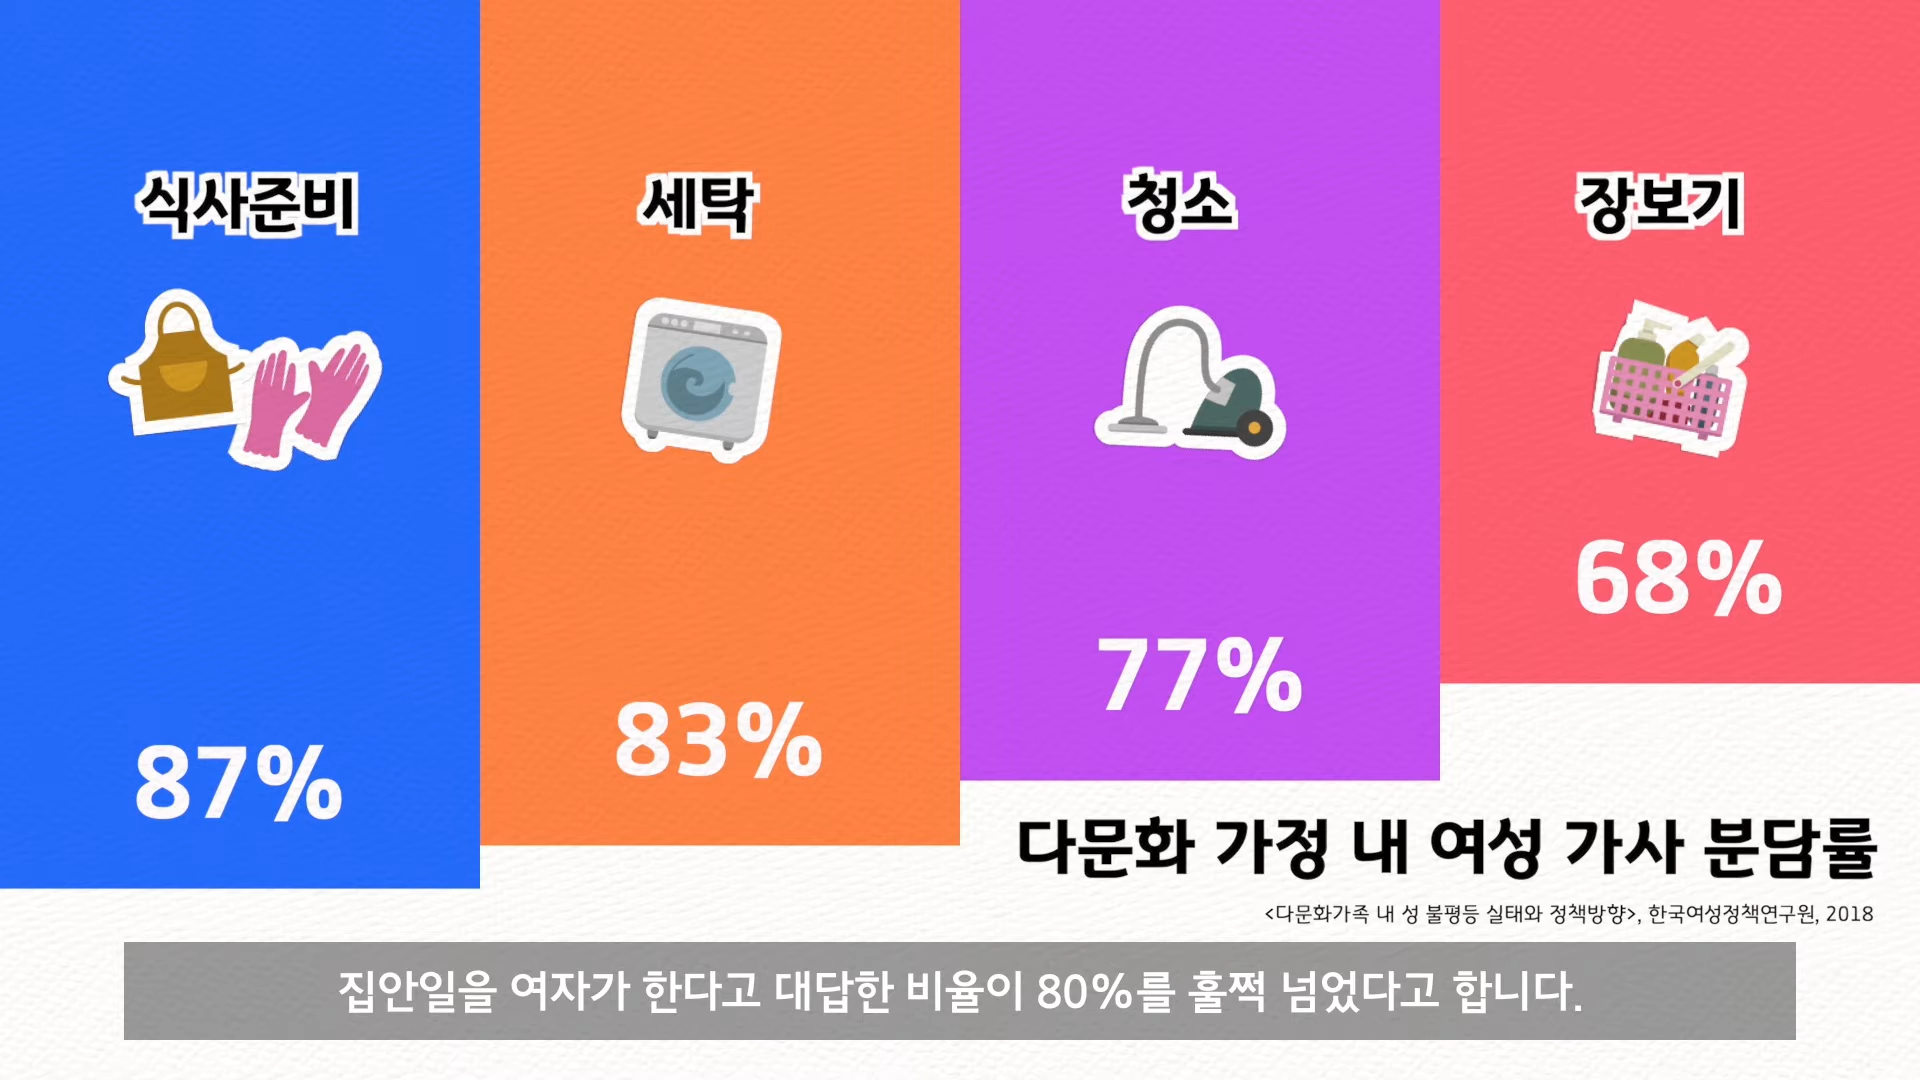 식사준비
세탁
청소
장보기
87%
83%
77%
68%
다문화 가정 내 여성 가사 분담률
<다문화가족 내 성 불평등 실태와 정책방향>, 한국여성정책연구원, 2018
집안일을 여자가 한다고 대답한 비율이 80%를 훌쩍 넘었다고 합니다.